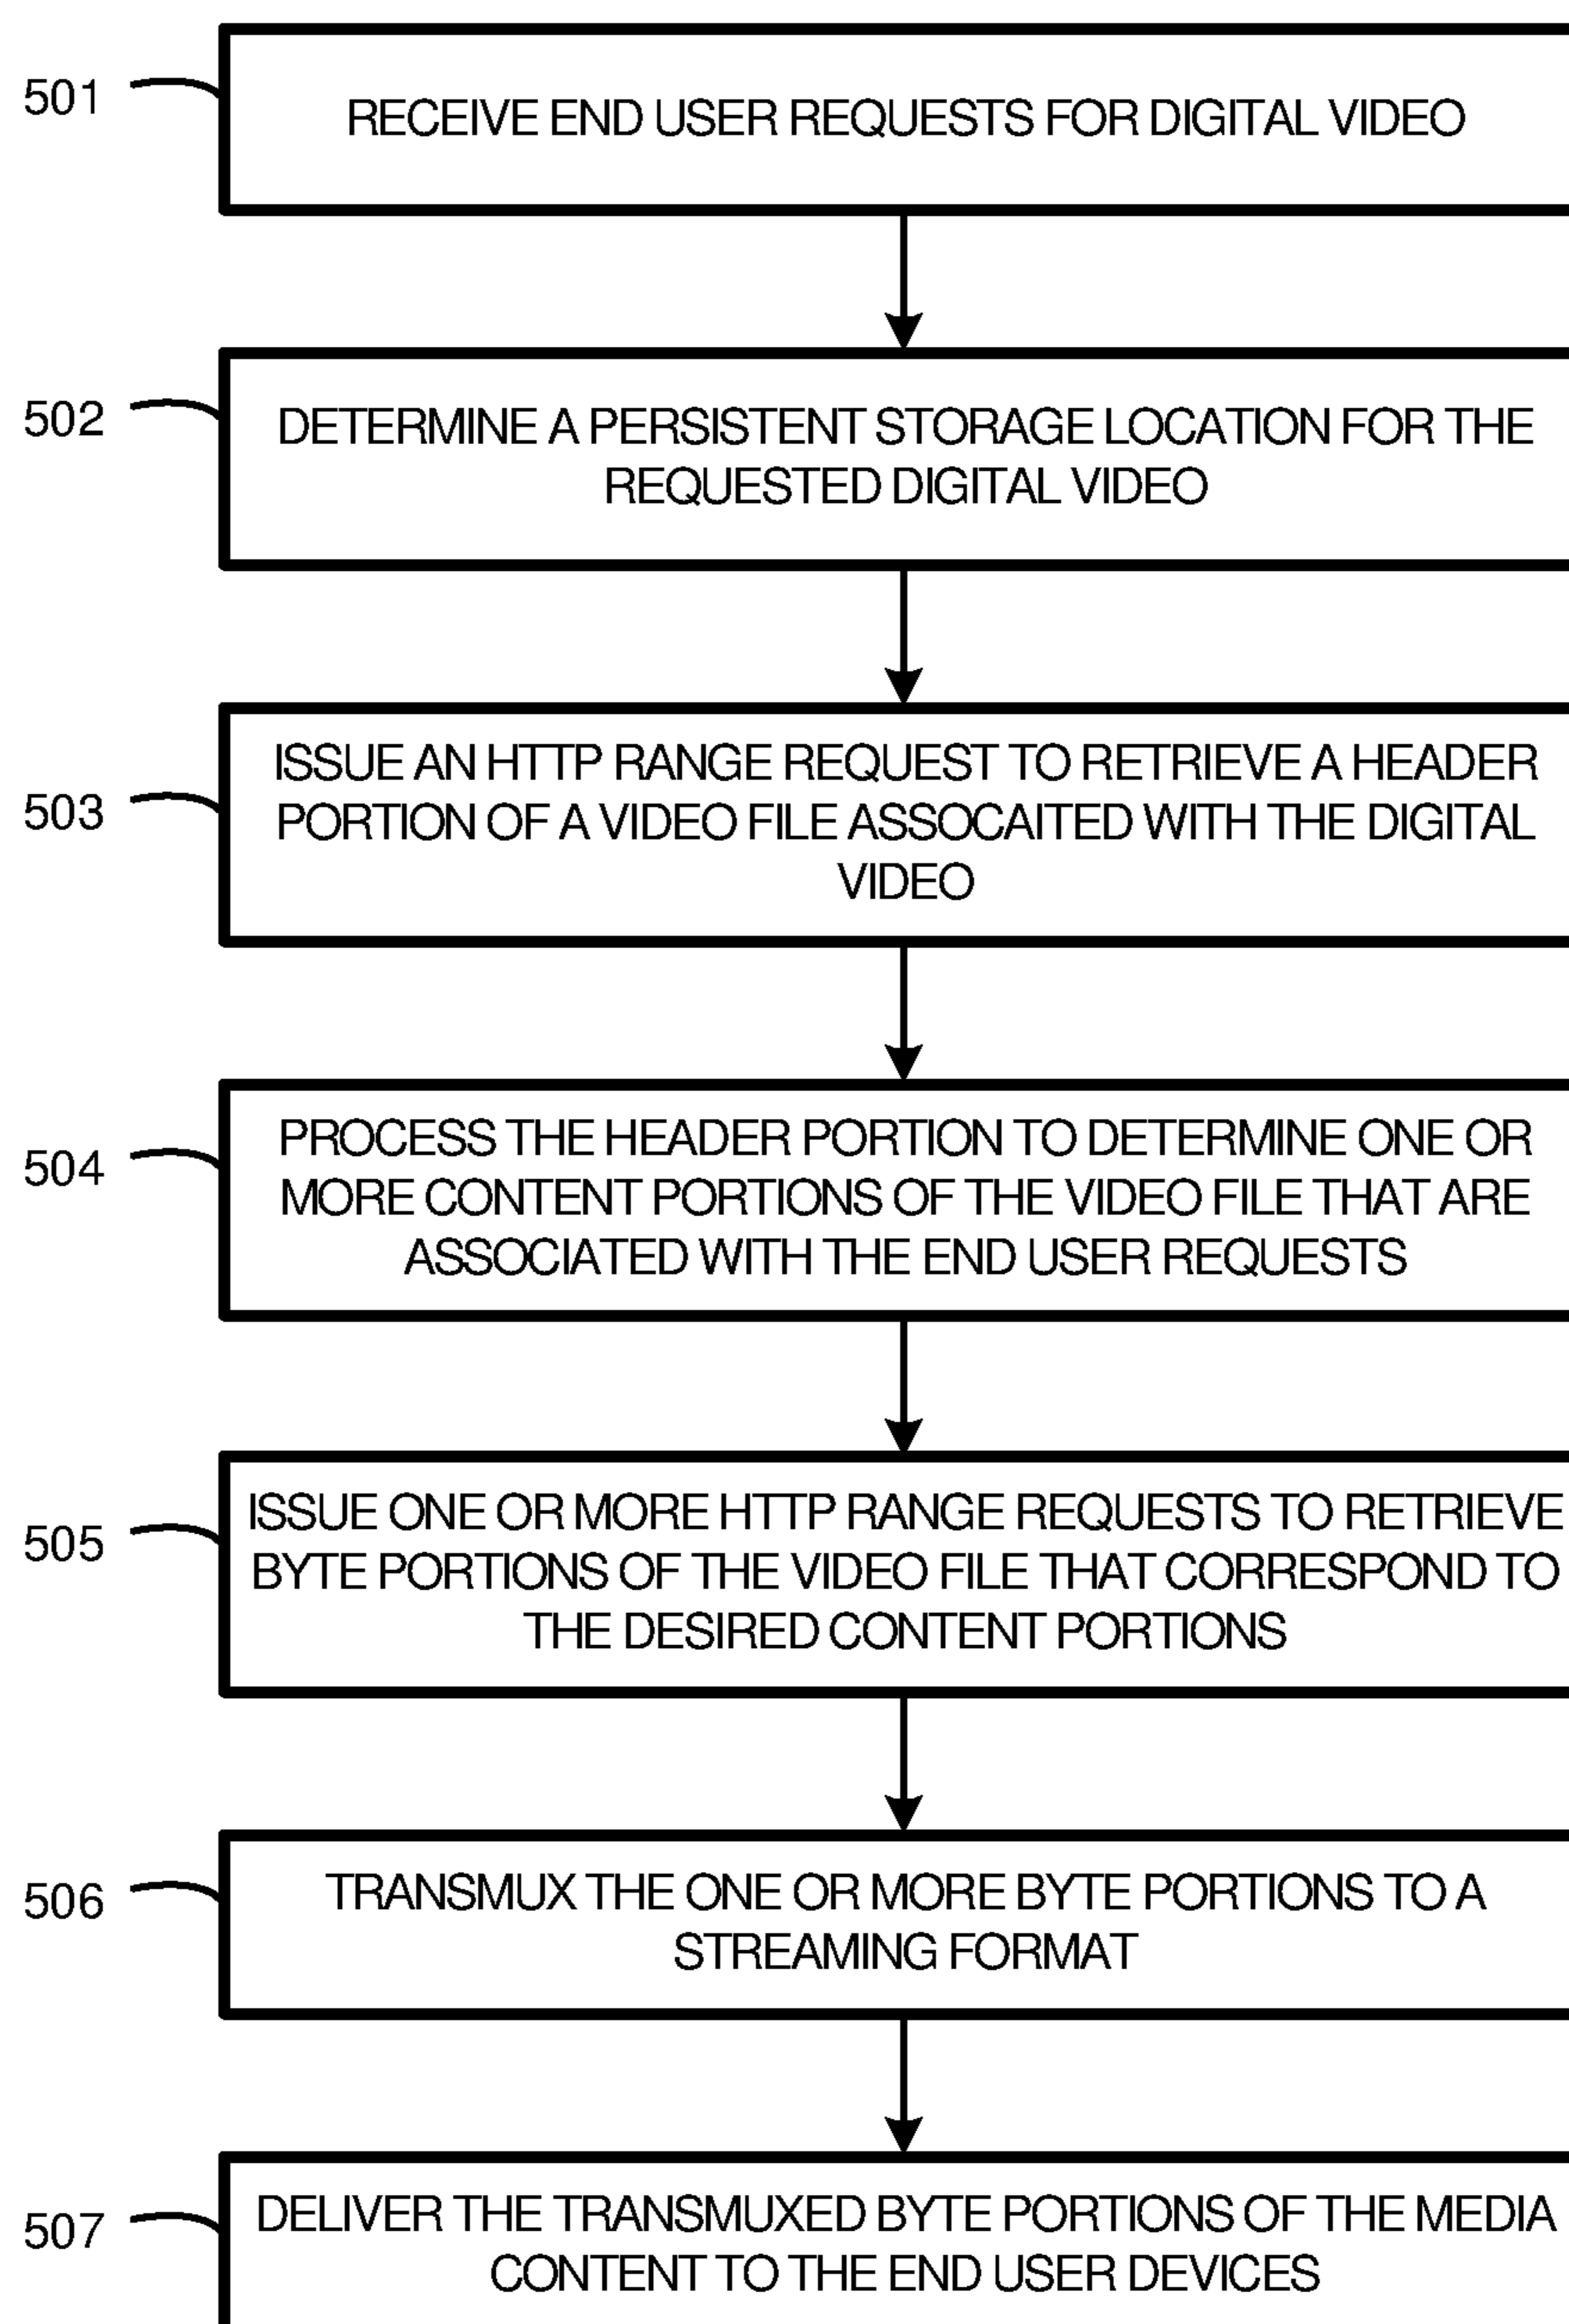 501
RECEIVE END USER REQUESTS FOR DIGITAL VIDEO
502
DETERMINE A PERSISTENT STORAGE LOCATION FOR THE
REQUESTED DIGITAL VIDEO
503
ISSUE AN HTTP RANGE REQUEST TO RETRIEVE A HEADER
PORTION OF A VIDEO FILE ASSOCAITED WITH THE DIGITAL
VIDEO
504
PROCESS THE HEADER PORTION TO DETERMINE ONE OR
MORE CONTENT PORTIONS OF THE VIDEO FILE THAT ARE
ASSOCIATED WITH THE END USER REQUESTS
505
ISSUE ONE OR MORE HTTP RANGE REQUESTS TO RETRIEVE
BYTE PORTIONS OF THE VIDEO FILE THAT CORRESPOND TO
THE DESIRED CONTENT PORTIONS
506
TRANSMUX THE ONE OR MORE BYTE PORTIONS TO A
STREAMING FORMAT
507
DELIVER THE TRANSMUXED BYTE PORTIONS OF THE MEDIA
CONTENT TO THE END USER DEVICES